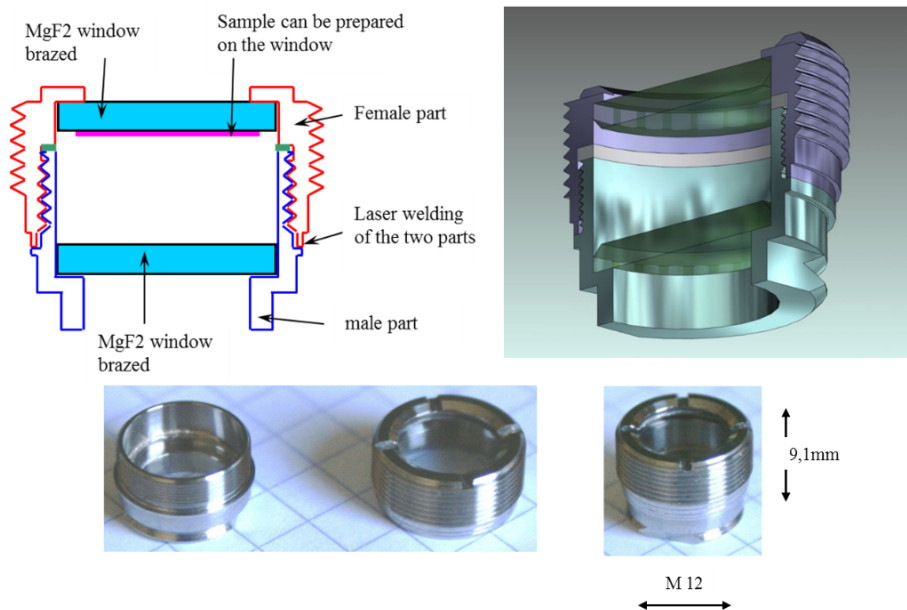 MgF2 window
brazed
Sample can be prepared
on the window
Female part
Laser welding
of the two parts
male part
MgF2 window
brazed
9,1mm
M 12